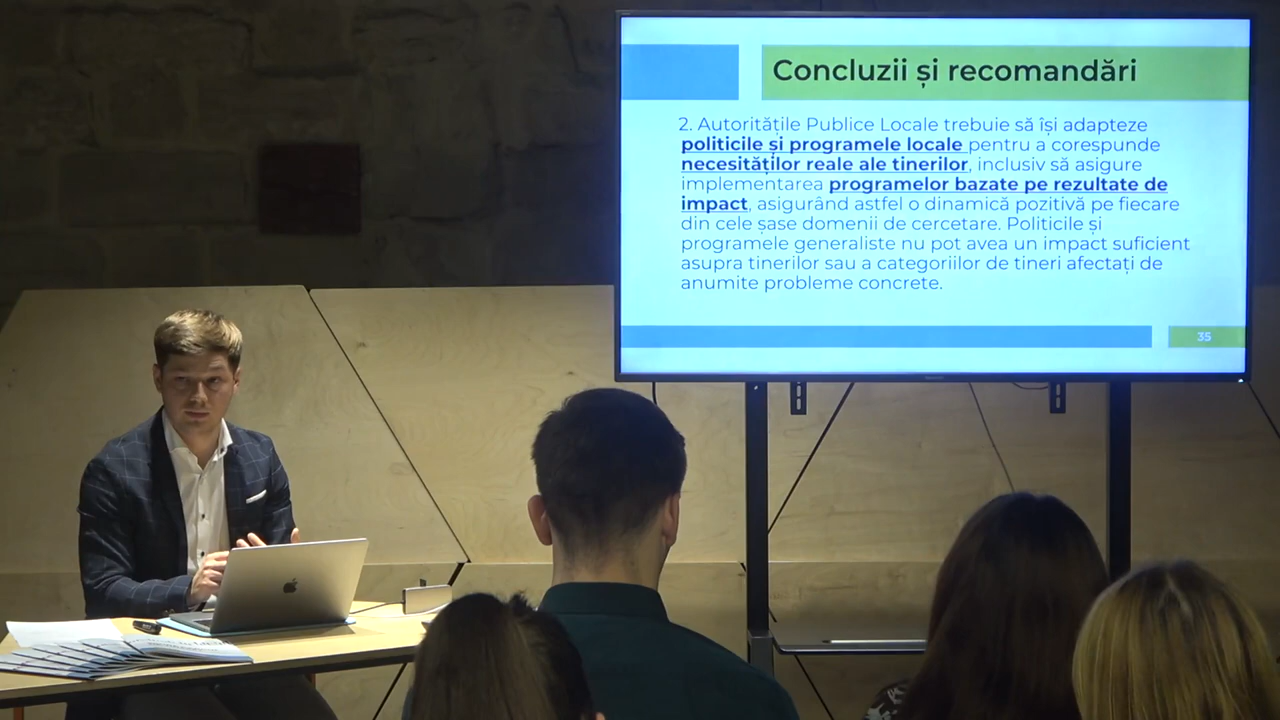 Concluzii și recomandări
2. Autoritățile Publice Locale trebuie să își adapteze
politicile și programele locale pentru a corespunde
necesităților reale ale tinerilor, inclusiv să asigure
implementarea programelor bazate pe rezultate de
impact, asigurând astfel o dinamică pozitivă pe fiecare
din cele șase domenii de cercetare. Politicile și
programele generaliste nu pot avea un impact suficient
asupra tinerilor sau a categoriilor de tineri afectați de
anumite probleme concrete.
35